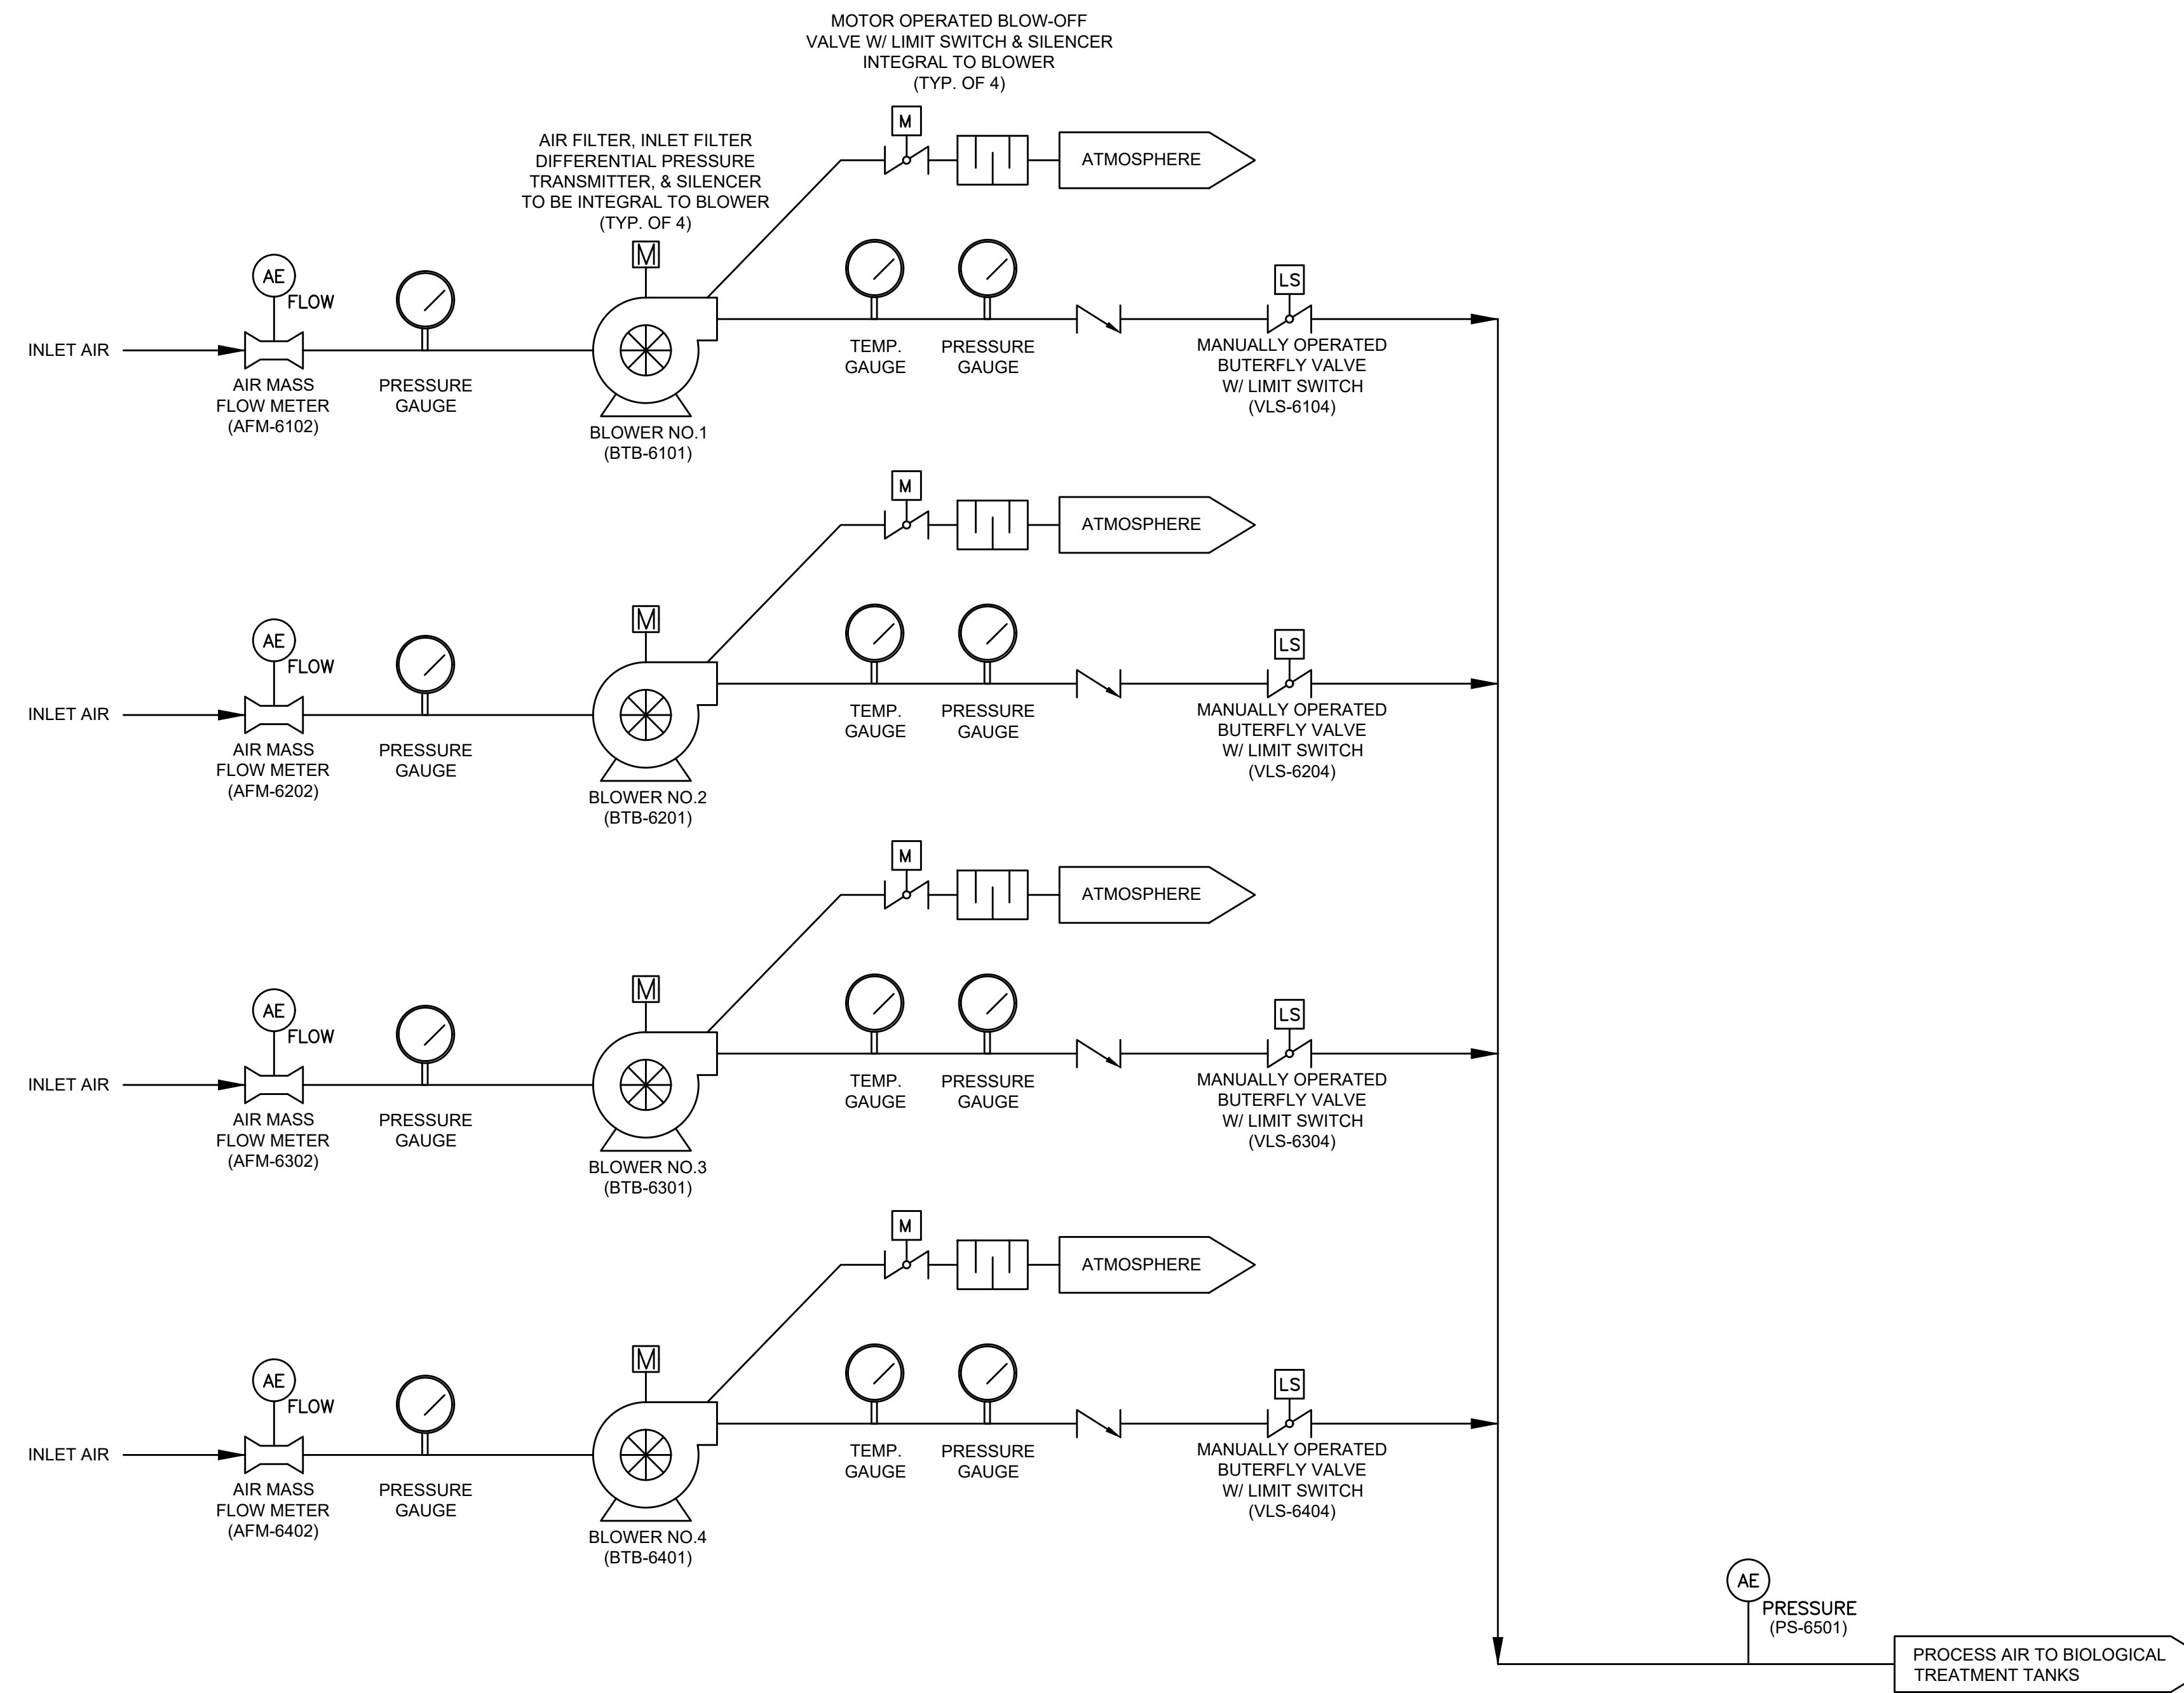 MOTOR OPERATED BLOW-OFF
VALVE W/ LIMIT SWITCH & SILENCER
INTEGRAL TO BLOWER
(TYP. OF 4)
M
ATMOSPHERE
AIR FILTER, INLET FILTER
DIFFERENTIAL PRESSURE
TRANSMITTER, & SILENCER
TO BE INTEGRAL TO BLOWER
(TYP. OF 4)
M
AE
FLOW
LS
INLET AIR
AIR MASS
FLOW METER
(AFM-6102)
PRESSURE
GAUGE
BLOWER NO.1
(BTB-6101)
TEMP.
GAUGE
PRESSURE
GAUGE
MANUALLY OPERATED
BUTERFLY VALVE
W/ LIMIT SWITCH
(VLS-6104)
M
ATMOSPHERE
M
AE
FLOW
LS
INLET AIR
AIR MASS
FLOW METER
(AFM-6202)
PRESSURE
GAUGE
BLOWER NO.2
(BTB-6201)
TEMP.
GAUGE
PRESSURE
GAUGE
MANUALLY OPERATED
BUTERFLY VALVE
W/ LIMIT SWITCH
(VLS-6204)
M
ATMOSPHERE
M
AE
FLOW
LS
INLET AIR
AIR MASS
FLOW METER
(AFM-6302)
PRESSURE
GAUGE
BLOWER NO.3
(BTB-6301)
TEMP.
GAUGE
PRESSURE
GAUGE
MANUALLY OPERATED
BUTERFLY VALVE
W/ LIMIT SWITCH
(VLS-6304)
M
ATMOSPHERE
M
AE
FLOW
LS
INLET AIR
AIR MASS
FLOW METER
(AFM-6402)
PRESSURE
GAUGE
BLOWER NO.4
(BTB-6401)
TEMP.
GAUGE
PRESSURE
GAUGE
MANUALLY OPERATED
BUTERFLY VALVE
W/ LIMIT SWITCH
(VLS-6404)
AE
PRESSURE
(PS-6501)
PROCESS AIR TO BIOLOGICAL
TREATMENT TANKS